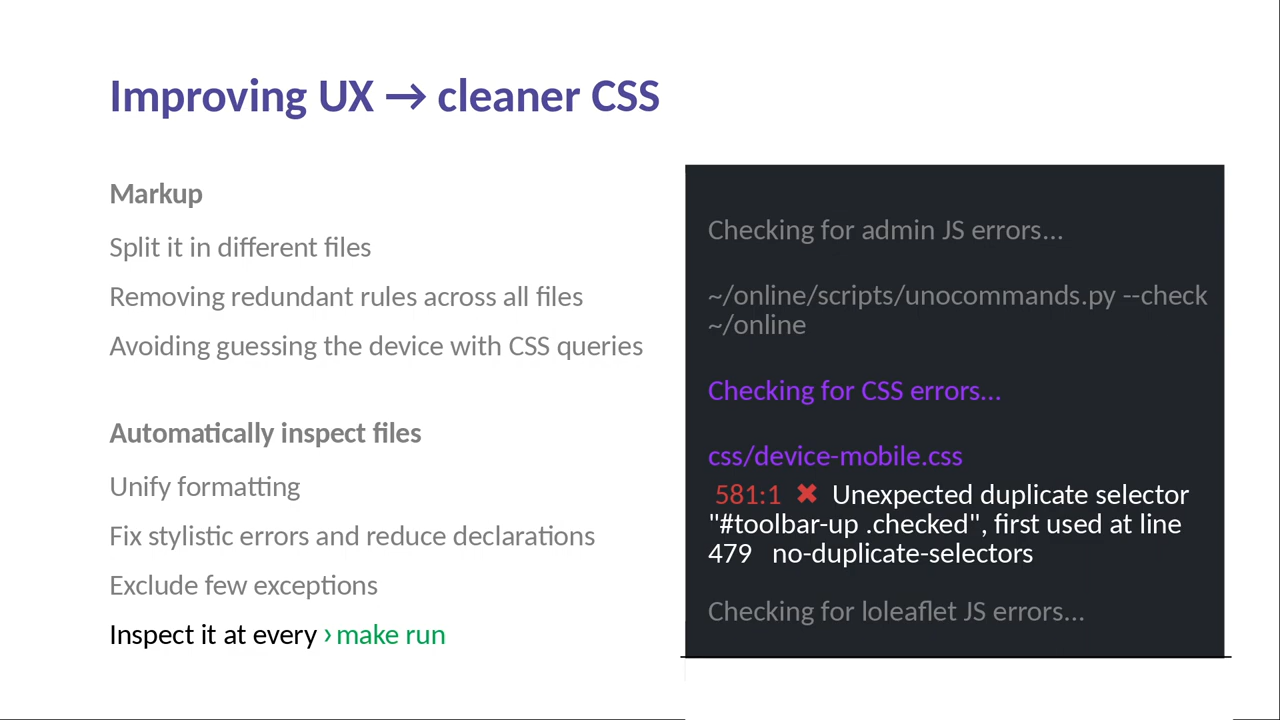 Improving UX → cleaner CSS
Markup
Split it in different files
Removing redundant rules across all files
Avoiding guessing the device with CSS queries
Automatically inspect files
Unify formatting
Fix stylistic errors and reduce declarations
Exclude few exceptions
Inspect it at every › make run
Checking for admin JS errors...
~/online/scripts/unocommands.py --check
~/online
Checking for CSS errors...
css/device-mobile.css
581:1 ✖ Unexpected duplicate selector
"#toolbar-up .checked", first used at line
479 no-duplicate-selectors
Checking for loleaflet JS errors...